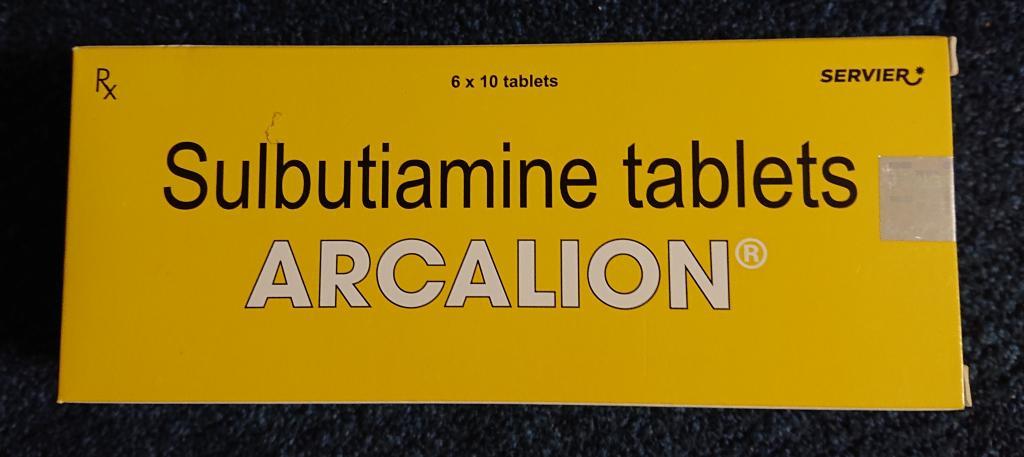 Rx
6 x 10 tablets
SERVIER
Sulbutiamine tablets
ARCALION®